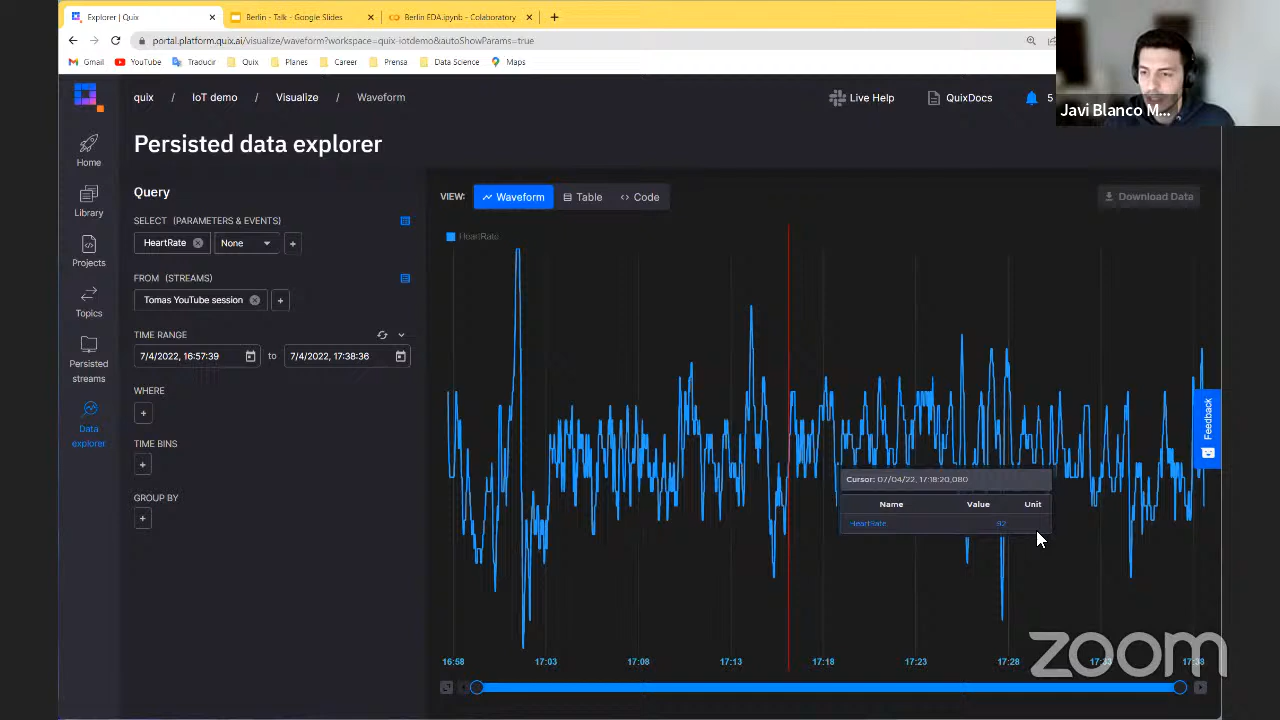 Explorer | Quix
Berlin - Talk - Google Slides
Berlin EDA.ipynb - Colaboratory
portal.platform.quix.ai/visualize/waveform?workspace=quix-iotdemo&autoShowParams=true
Gmail
YouTube
Traducir
Quix
Planes
Career
Prensa
Data Science
Maps
Javi Blanco M...
quix / IoT demo / Visualize / Waveform
Live Help
QuixDocs
5
Persisted data explorer
Home
Library
Projects
Topics
Persisted
streams
Data
explorer
Query
SELECT (PARAMETERS & EVENTS)
HeartRate
None
FROM (STREAMS)
Tomas YouTube session
TIME RANGE
7/4/2022, 16:57:39 to 7/4/2022, 17:38:36
WHERE
TIME BINS
GROUP BY
VIEW:
Waveform
Table
Code
Download Data
HeartRate
Feedback
Cursor: 07/04/22, 17:18:20,080
Name Value Unit
HeartRate 82
16:58 17:03 17:08 17:13 17:18 17:23 17:28 17:33 17:38
zoom